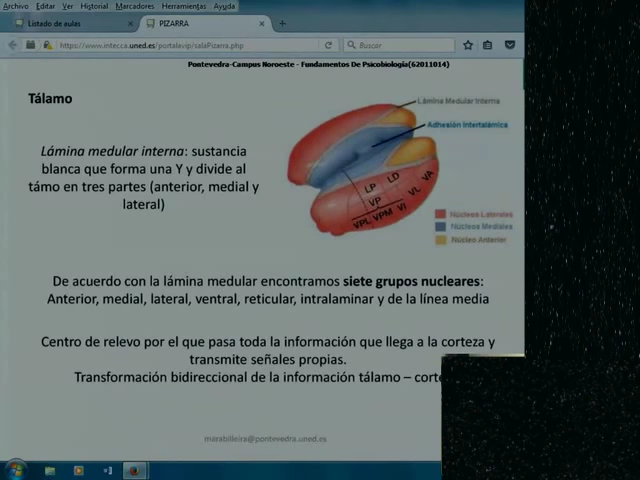 Archivo Editar Ver Historial Marcadores Herramientas Ayuda
Listado de aulas
PIZARRA
https://www.intecca.uned.es/portalavip/salaPizarra.php
Buscar
Pontevedra-Campus Noroeste - Fundamentos De Psicobiología(62011014)
Tálamo
Lámina Medular Interna
Adhesión Intertalámica
Lámina medular interna: sustancia
blanca que forma una Y y divide al
támo en tres partes (anterior, medial y
lateral)
LP LD VA
VP VL
VPL VPM VI
Núcleos Laterales
Núcleos Mediales
Núcleo Anterior
De acuerdo con la lámina medular encontramos siete grupos nucleares:
Anterior, medial, lateral, ventral, reticular, intralaminar y de la línea media
Centro de relevo por el que pasa toda la información que llega a la corteza y
transmite señales propias.
Transformación bidireccional de la información tálamo – corte
marabilleira@pontevedra.uned.es